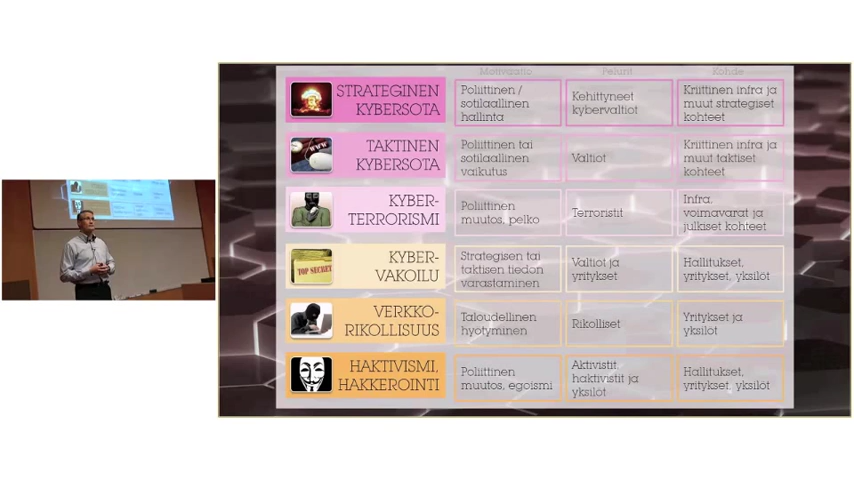 Motivaatio Pelurit Kohde
STRATEGINEN
KYBERSOTA
Poliittinen /
sotilaallinen
hallinta
Kehittyneet
kybervaltiot
Kriittinen infra ja
muut strategiset
kohteet
TAKTINEN
KYBERSOTA
WWW
Poliittinen tai
sotilaallinen
vaikutus
Valtiot
Kriittinen infra ja
muut taktiset
kohteet
KYBER-
TERRORISMI
Poliittinen
muutos, pelko
Terroristit
Infra,
voimavarat ja
julkiset kohteet
KYBER-
VAKOILU
TOP SECRET
Strategisen tai
taktisen tiedon
varastaminen
Valtiot ja
yritykset
Hallitukset,
yritykset, yksilöt
VERKKO-
RIKOLLISUUS
Taloudellinen
hyötyminen
Rikolliset
Yritykset ja
yksilöt
HAKTIVISMI,
HAKKEROINTI
Poliittinen
muutos, egoismi
Aktivistit,
haktivistit ja
yksilöt
Hallitukset,
yritykset, yksilöt